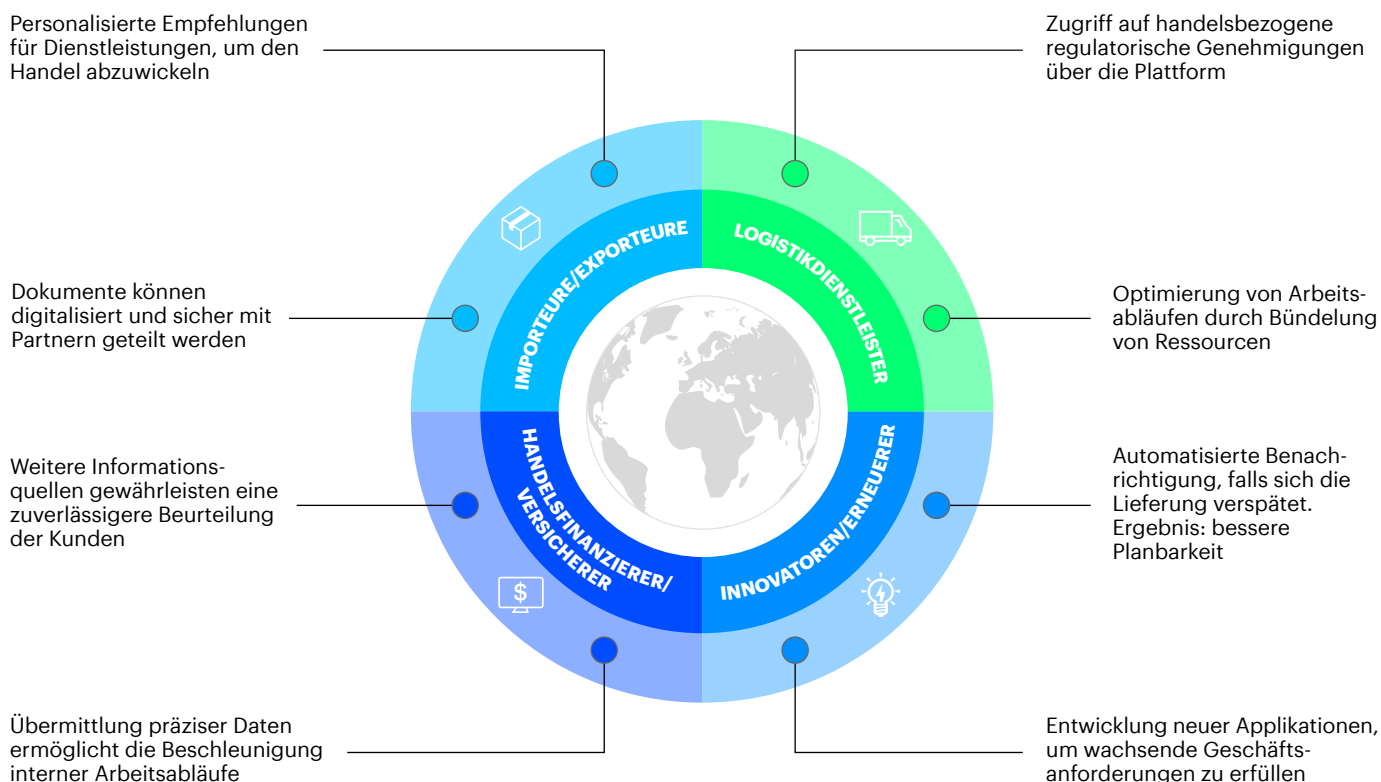 Personalisierte Empfehlungen
für Dienstleistungen, um den
Handel abzuwickeln
Zugriff auf handelsbezogene
regulatorische Genehmigungen
über die Plattform
IMPORTEURE/EXPORTEURE
LOGISTIKDIENSTLEISTER
Dokumente können
digitalisiert und sicher mit
Partnern geteilt werden
Optimierung von Arbeits-
abläufen durch Bündelung
von Ressourcen
Weitere Informations-
quellen gewährleisten eine
zuverlässigere Beurteilung
der Kunden
HANDELSFINANZIERER/
VERSICHERER
$
INNOVATOREN/ERNEUERER
Automatisierte Benach-
richtigung, falls sich die
Lieferung verspätet.
Ergebnis: bessere
Planbarkeit
Übermittlung präziser Daten
ermöglicht die Beschleunigung
interner Arbeitsabläufe
Entwicklung neuer Applikationen,
um wachsende Geschäfts-
anforderungen zu erfüllen